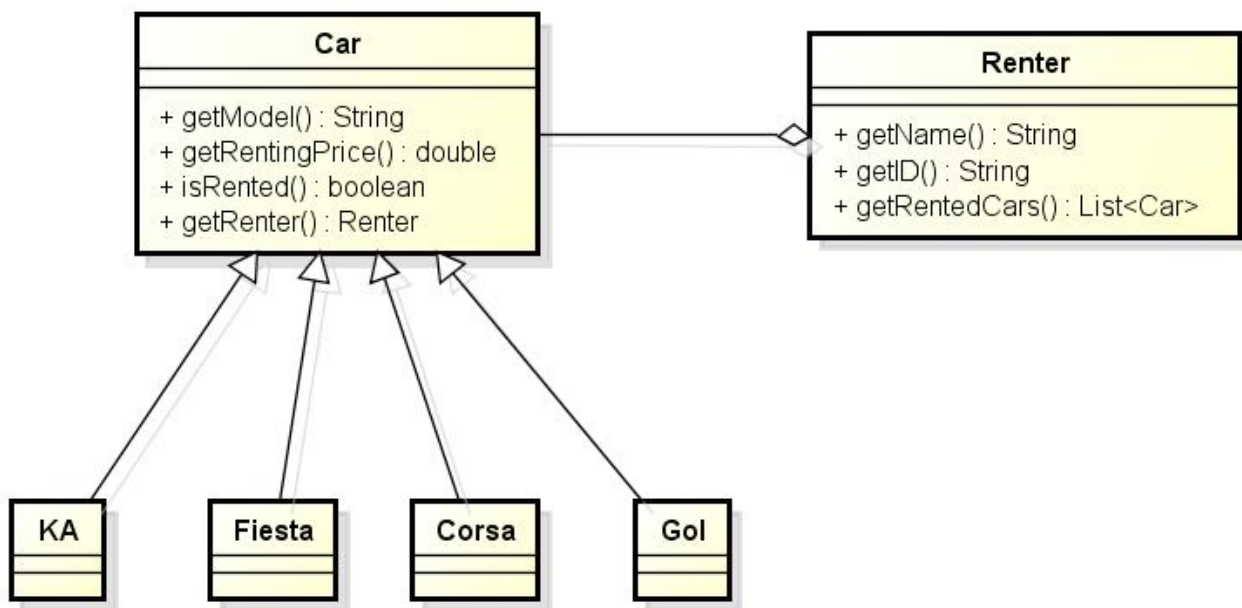 Car
+ getModel() : String
+ getRentingPrice() : double
+ isRented() : boolean
+ getRenter() : Renter
Renter
+ getName() : String
+ getID() : String
+ getRentedCars() : List<Car>
KA
Fiesta
Corsa
Gol